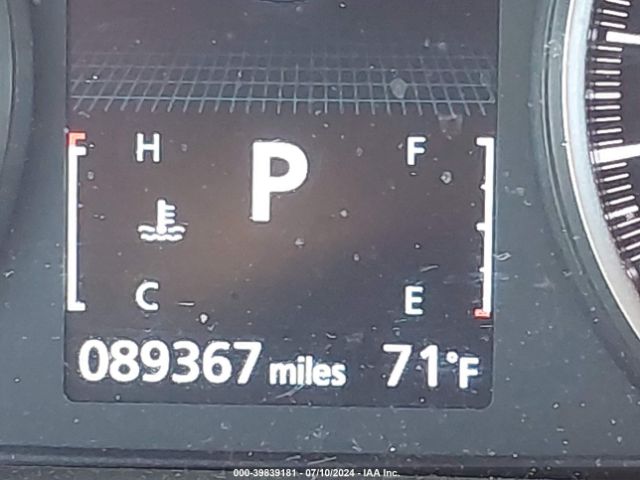 H P F
C E
089367 miles 71°F
000-39839181 - 07/10/2024 - IAA Inc.